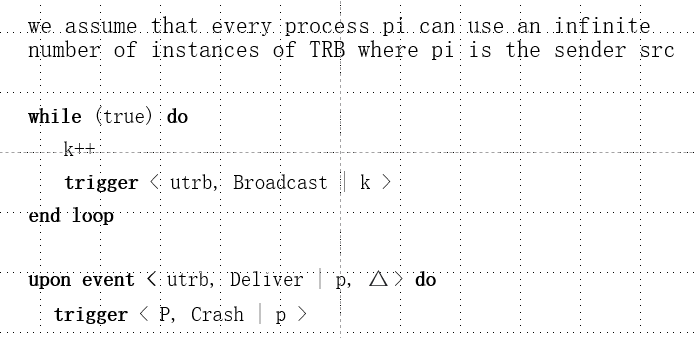 we assume that every process pi can use an infinite
number of instances of TRB where pi is the sender src
while (true) do
k++
trigger < utrb, Broadcast | k >
end loop
upon event < utrb, Deliver | p, △> do
trigger < P, Crash | p >